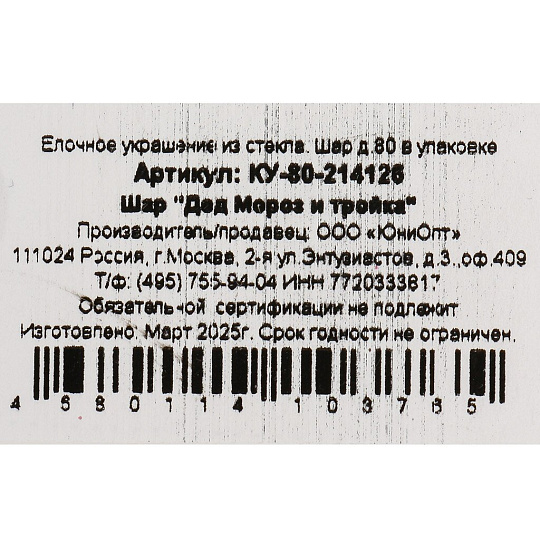 Елочное украшение из стекла. Шар д.80 в упаковке
Артикул: КУ-80-214126
Шар "Дед Мороз и тройка"
Производитель/продавец: ООО «ЮниОпт»
111024 Россия, г.Москва, 2-я ул.Энтузиастов, д.3.,оф.409
Т/ф: (495) 755-94-04 ИНН 7720333817
Обязательной сертификации не подлежит
Изготовлено: Март 2025г. Срок годности не ограничен.
4 680114 103765